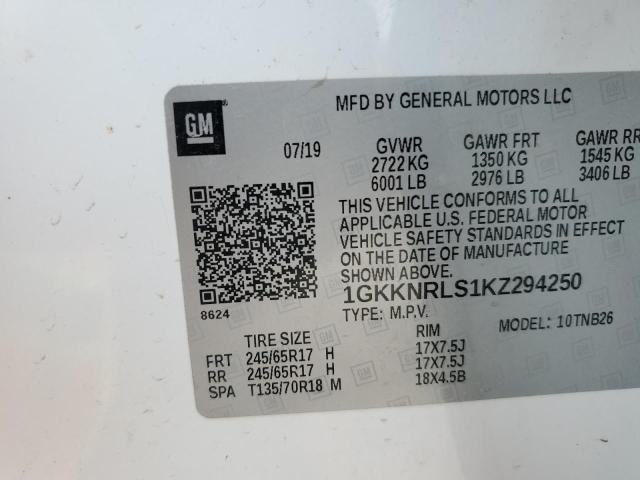 GM
MFD BY GENERAL MOTORS LLC
07/19 GVWR GAWR FRT GAWR RR
2722 KG 1350 KG 1545 KG
6001 LB 2976 LB 3406 LB
THIS VEHICLE CONFORMS TO ALL
APPLICABLE U.S. FEDERAL MOTOR
VEHICLE SAFETY STANDARDS IN EFFECT
ON THE DATE OF MANUFACTURE
SHOWN ABOVE.
8624
1GKKNRLS1KZ294250
TYPE: M.P.V. MODEL: 10TNB26
TIRE SIZE RIM
FRT 245/65R17 H 17X7.5J
RR 245/65R17 H 17X7.5J
SPA T135/70R18 M 18X4.5B